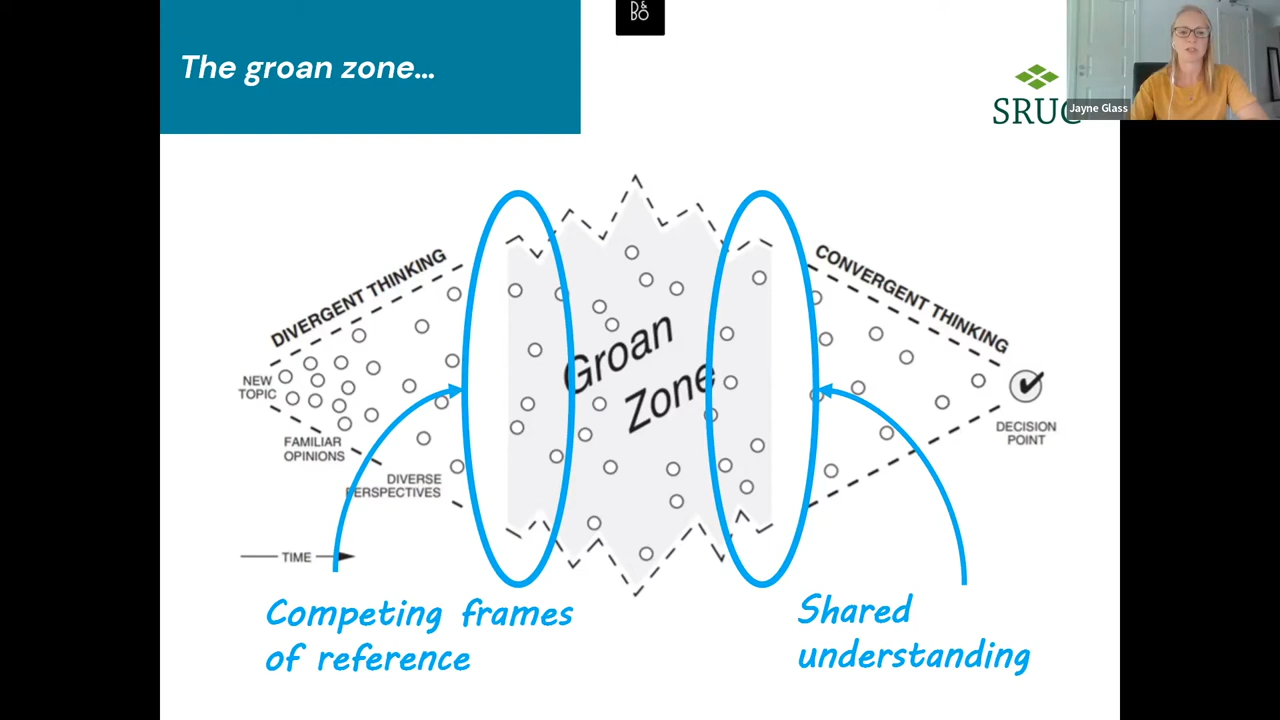 The groan zone...
D&
BO
SRUC
Jayne Glass
DIVERGENT THINKING
CONVERGENT THINKING
Groan
Zone
NEW
TOPIC
FAMILIAR
OPINIONS
DIVERSE
PERSPECTIVES
DECISION
POINT
TIME
Competing frames
of reference
Shared
understanding